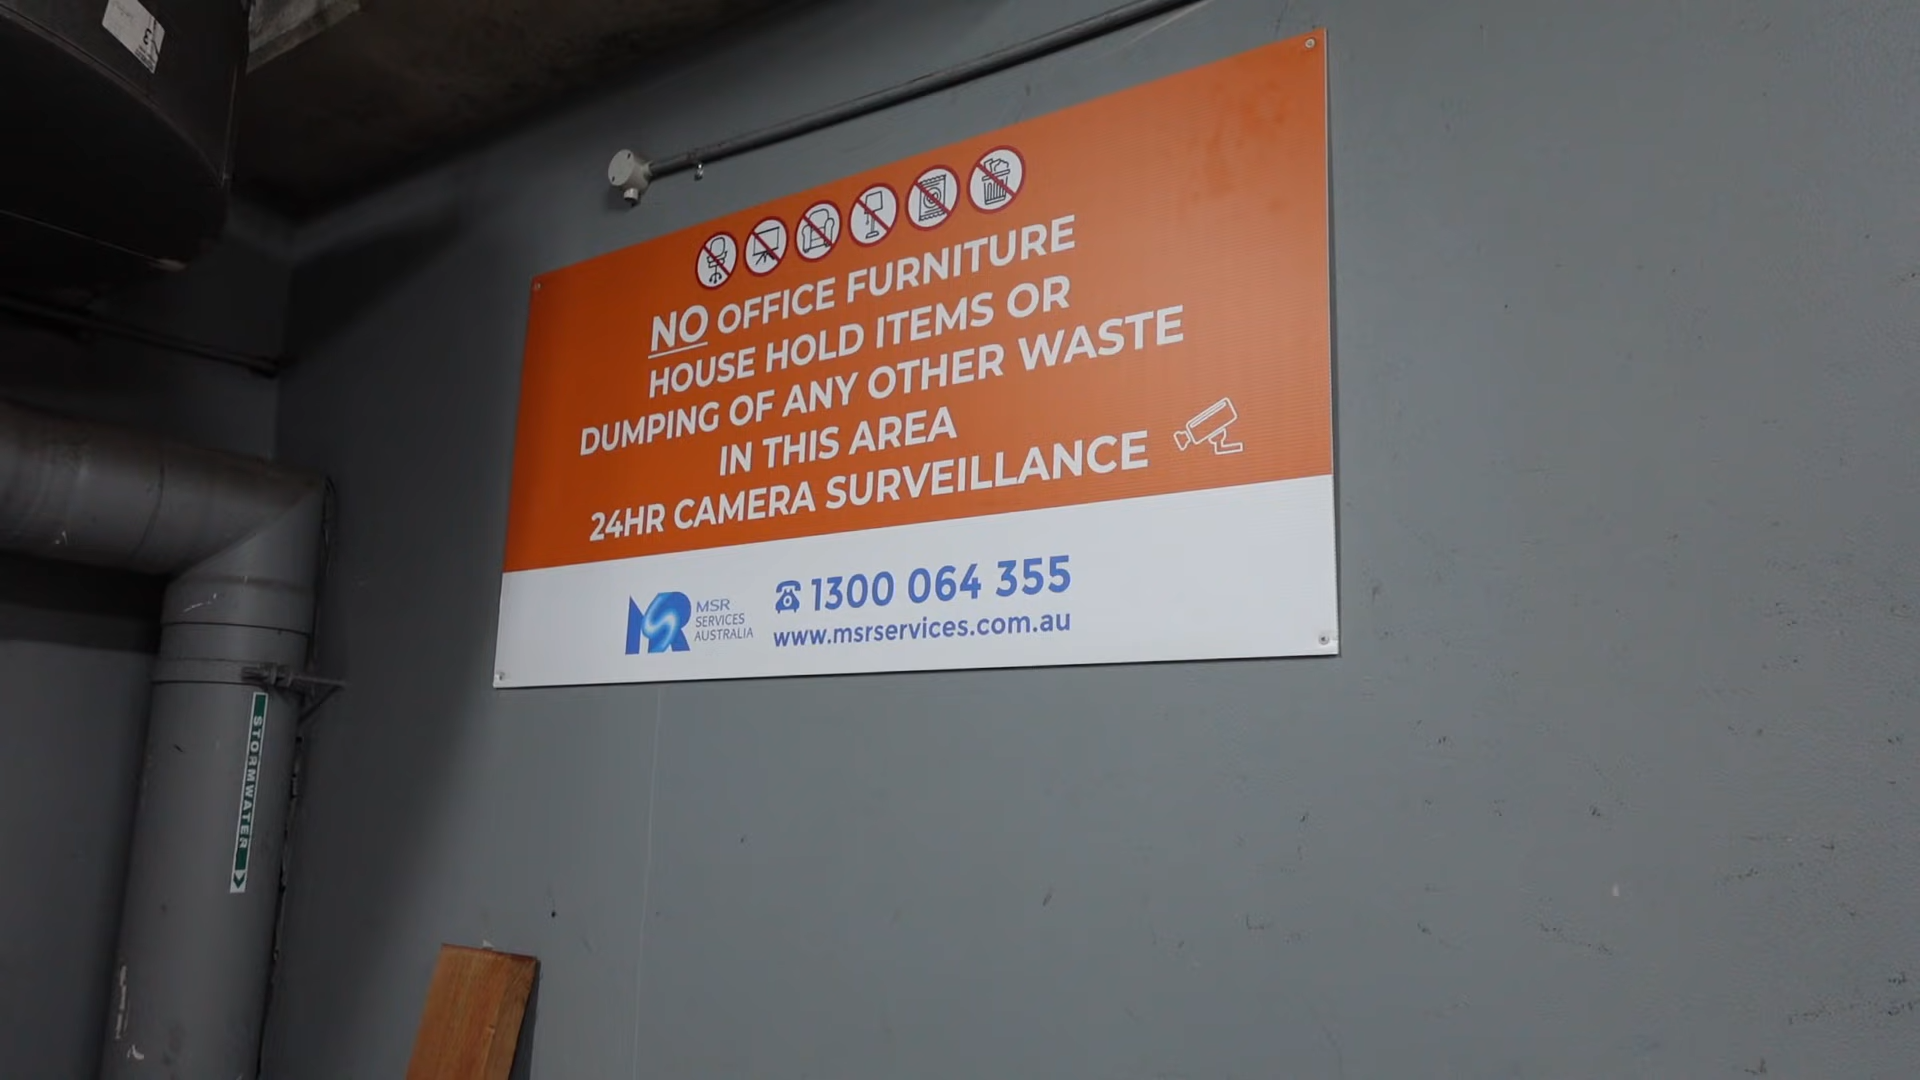 NO OFFICE FURNITURE
HOUSE HOLD ITEMS OR
DUMPING OF ANY OTHER WASTE
IN THIS AREA
24HR CAMERA SURVEILLANCE
MSR
SERVICES
AUSTRALIA
1300 064 355
www.msrservices.com.au
STORMWATER